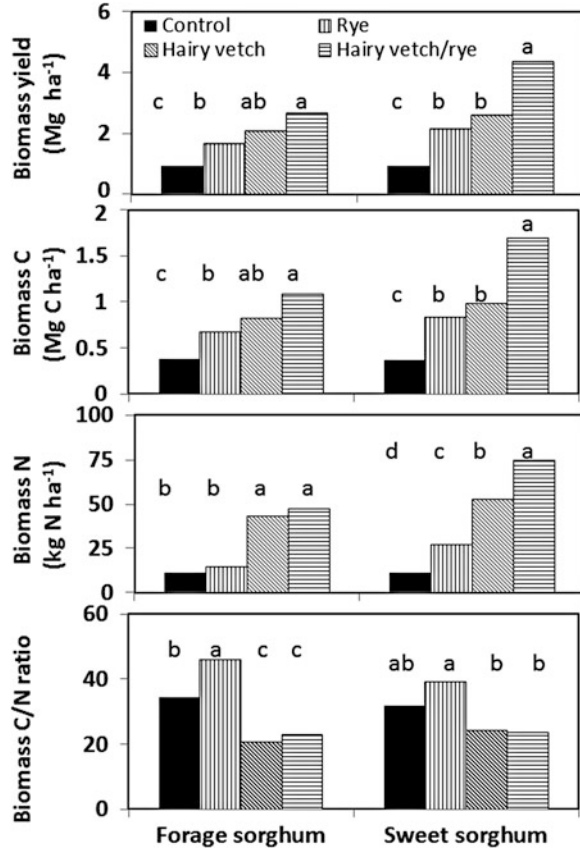 Biomass yield
(Mg ha⁻¹)
6
4
2
0
Control Rye
Hairy vetch Hairy vetch/rye
c b ab a c b b a
Biomass C
(Mg C ha⁻¹)
2
1.5
1
0.5
0
c b ab a c b b a
Biomass N
(kg N ha⁻¹)
100
75
50
25
0
b b a a d c b a
Biomass C/N ratio
60
40
20
0
b a c c ab a b b
Forage sorghum Sweet sorghum